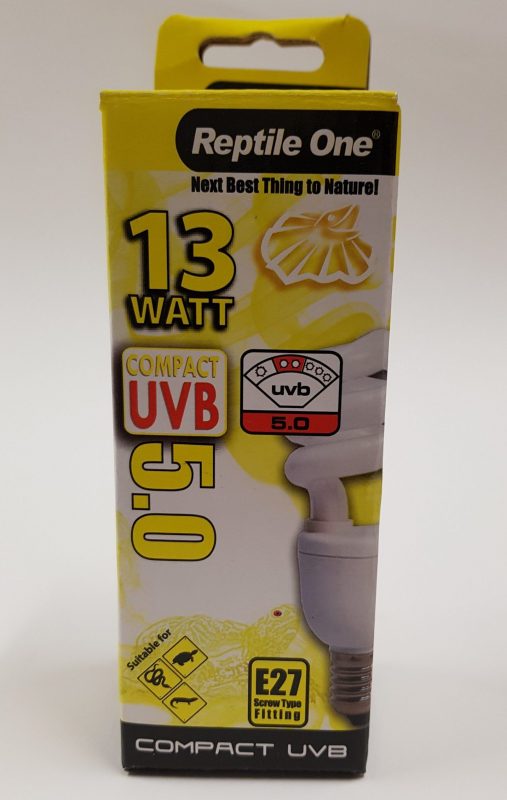 Reptile One®
Next Best Thing to Nature!
13
WATT
COMPACT
UVB
5.0
uvb
5.0
Suitable for
E27
Screw Type
Fitting
COMPACT UVB